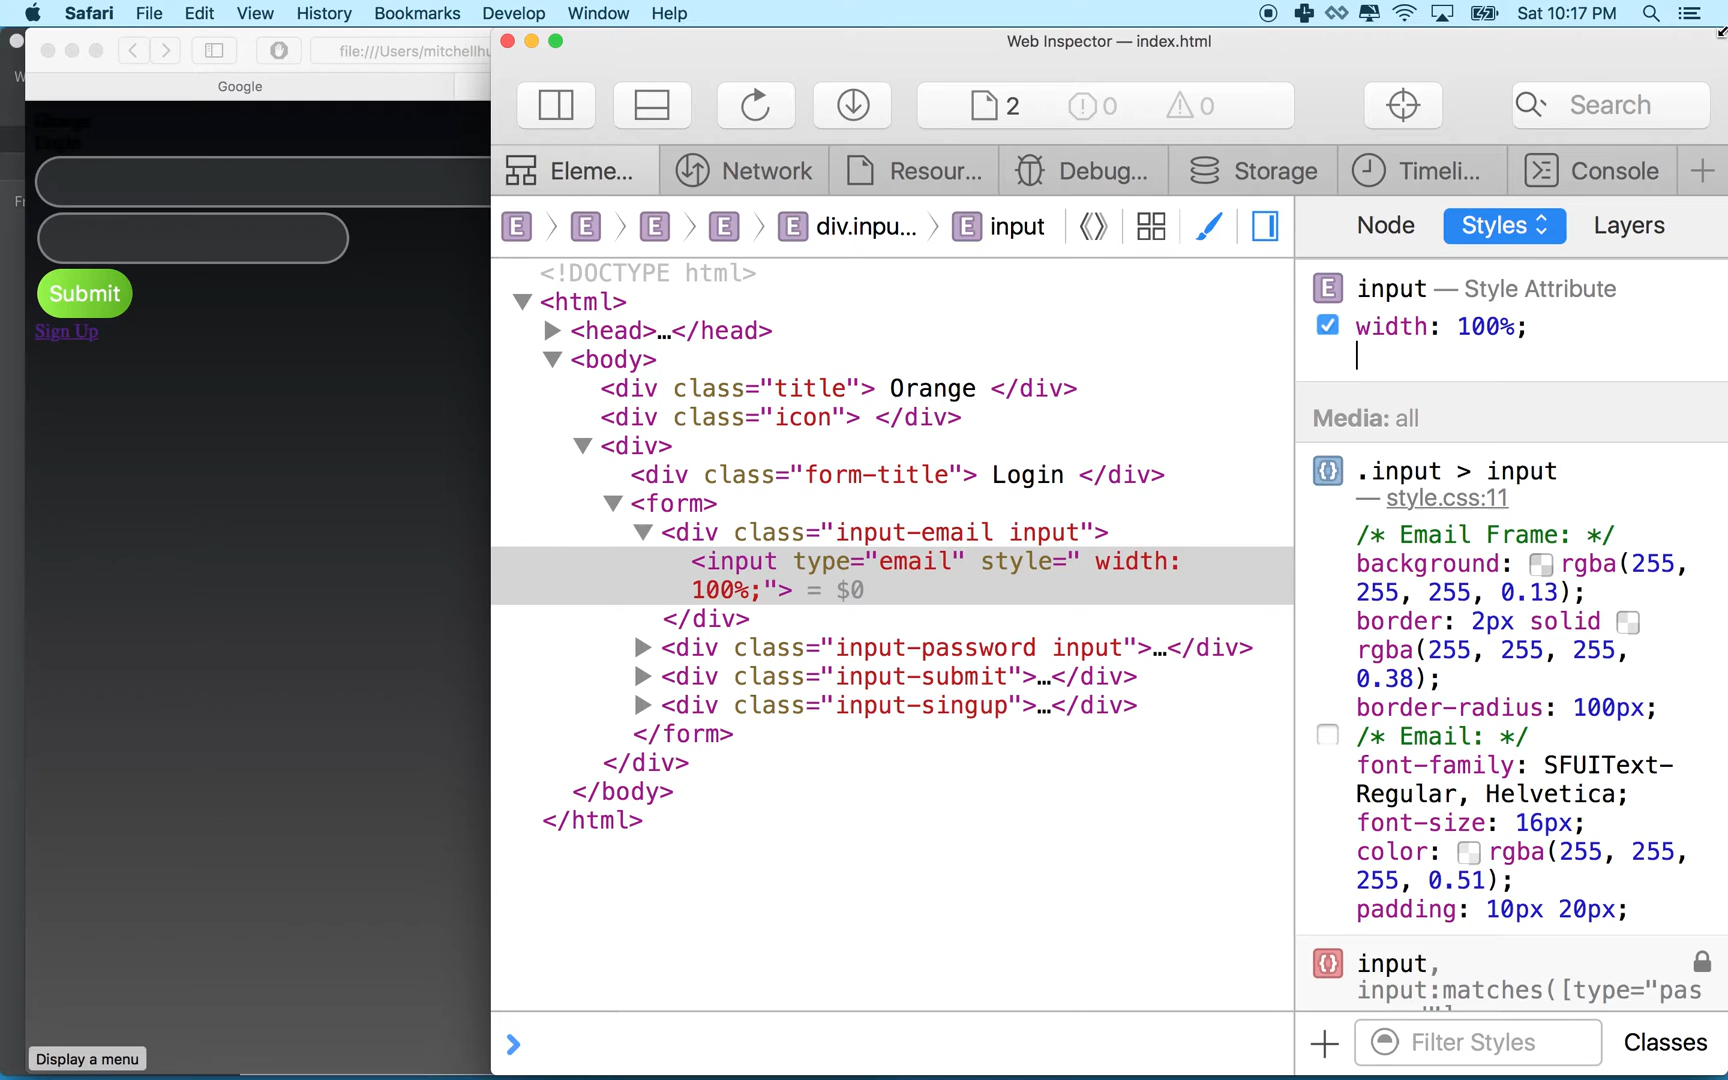 Safari File Edit View History Bookmarks Develop Window Help Sat 10:17 PM
file:///Users/mitchellhu
Web Inspector — index.html
Google
2 0 0
Search
Eleme... Network Resour... Debug... Storage Timeli... Console
E E E E E div.inpu... E input
Node Styles Layers
Orange
Login
Submit
Sign Up
<!DOCTYPE html>
<html>
<head>…</head>
<body>
<div class="title"> Orange </div>
<div class="icon"> </div>
<div>
<div class="form-title"> Login </div>
<form>
<div class="input-email input">
<input type="email" style=" width:
100%;"> = $0
</div>
<div class="input-password input">…</div>
<div class="input-submit">…</div>
<div class="input-singup">…</div>
</form>
</div>
</body>
</html>
E input — Style Attribute
width: 100%;
Media: all
.input > input
— style.css:11
/* Email Frame: */
background: rgba(255,
255, 255, 0.13);
border: 2px solid
rgba(255, 255, 255,
0.38);
border-radius: 100px;
/* Email: */
font-family: SFUIText-
Regular, Helvetica;
font-size: 16px;
color: rgba(255, 255,
255, 0.51);
padding: 10px 20px;
input,
input:matches([type="pas
Filter Styles Classes
Display a menu